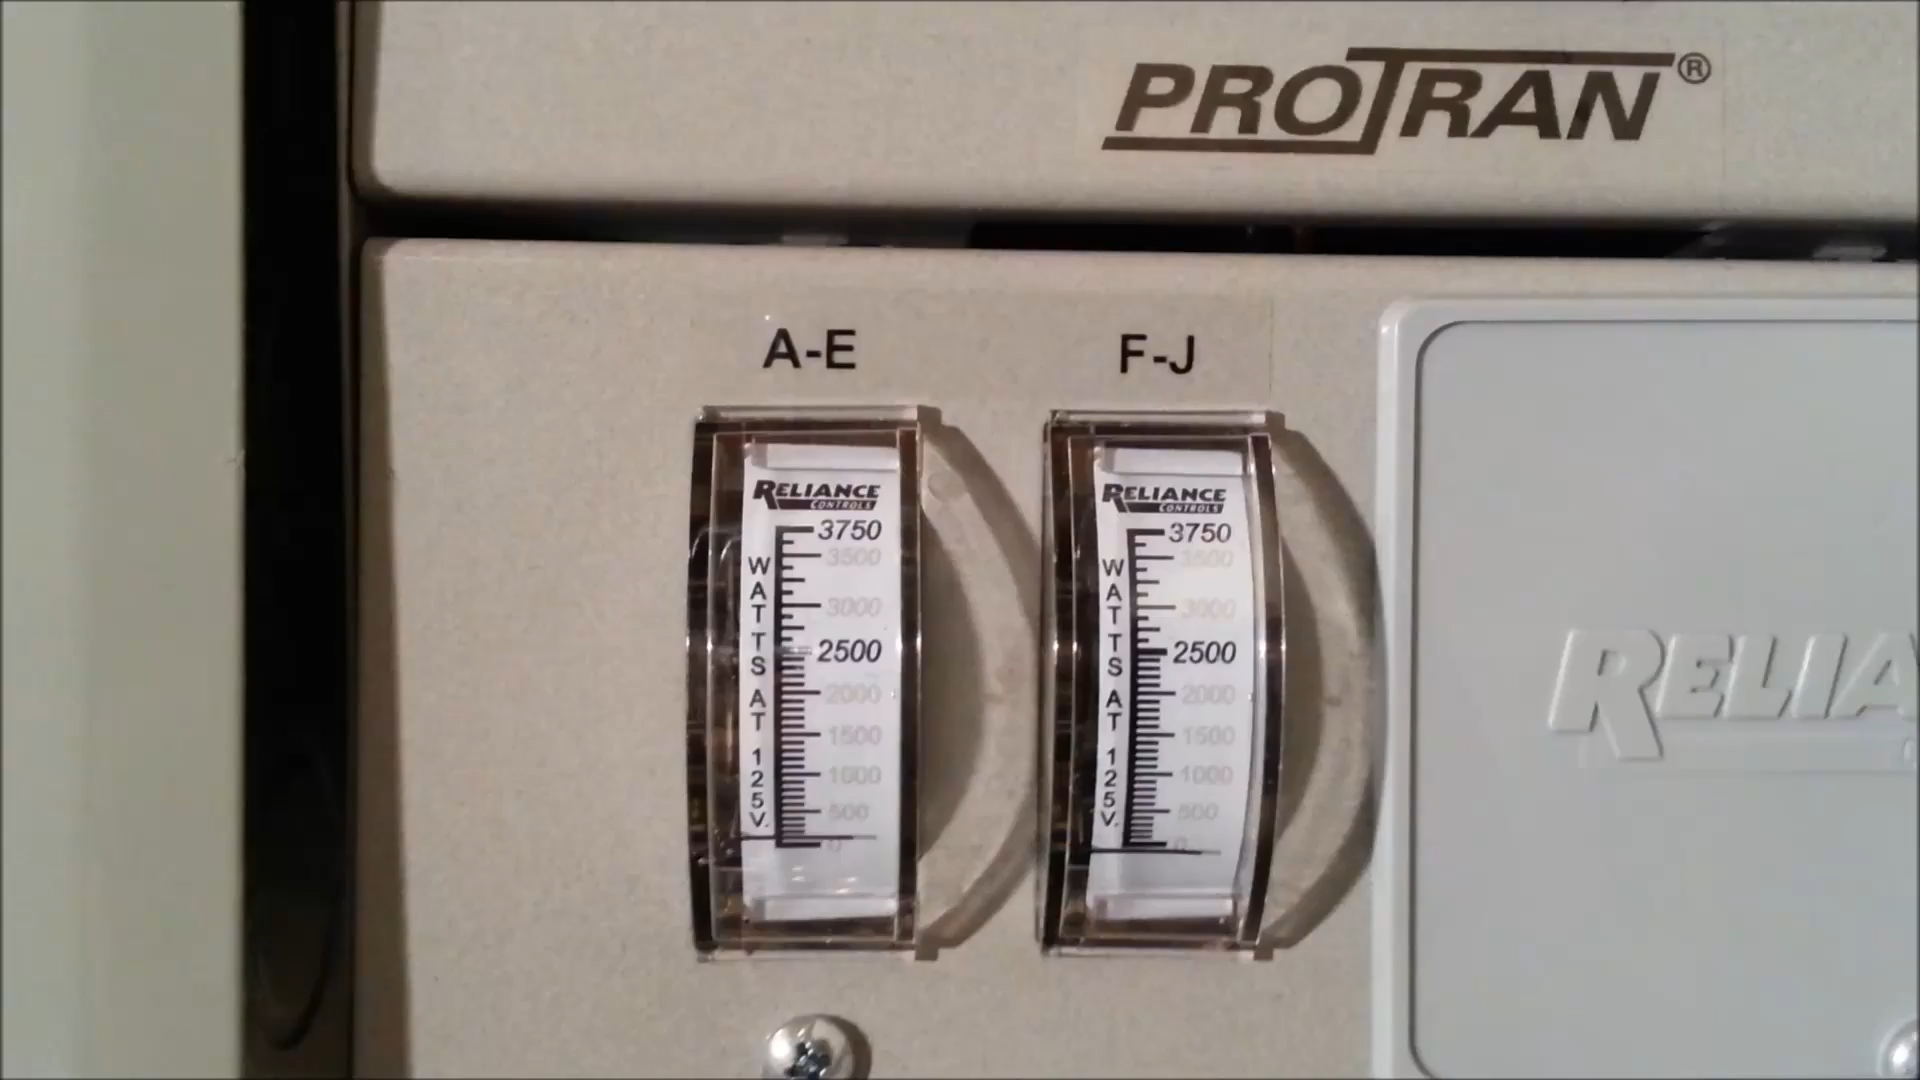 PROTRAN®
A-E
F-J
RELIANCE
CONTROLS
3750
3500
3000
2500
2000
1500
1000
500
0
WATTS AT 125V.
RELIANCE
CONTROLS
3750
3500
3000
2500
2000
1500
1000
500
0
WATTS AT 125V.
RELIA